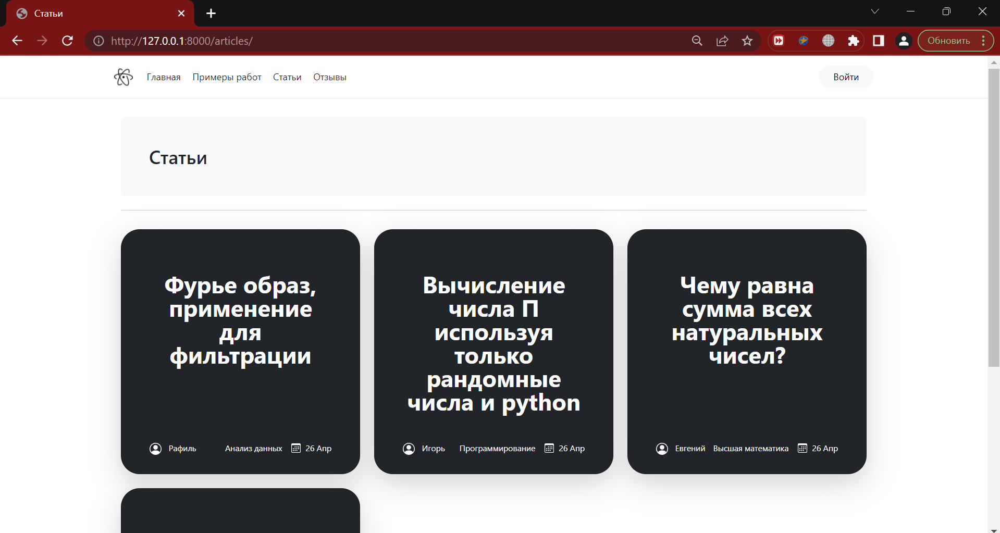 Статьи
http://127.0.0.1:8000/articles/
Обновить
Главная Примеры работ Статьи Отзывы
Войти
Статьи
Фурье образ,
применение
для
фильтрации
Рафиль Анализ данных 26 Апр
Вычисление
числа П
используя
только
рандомные
числа и python
Игорь Программирование 26 Апр
Чему равна
сумма всех
натуральных
чисел?
Евгений Высшая математика 26 Апр